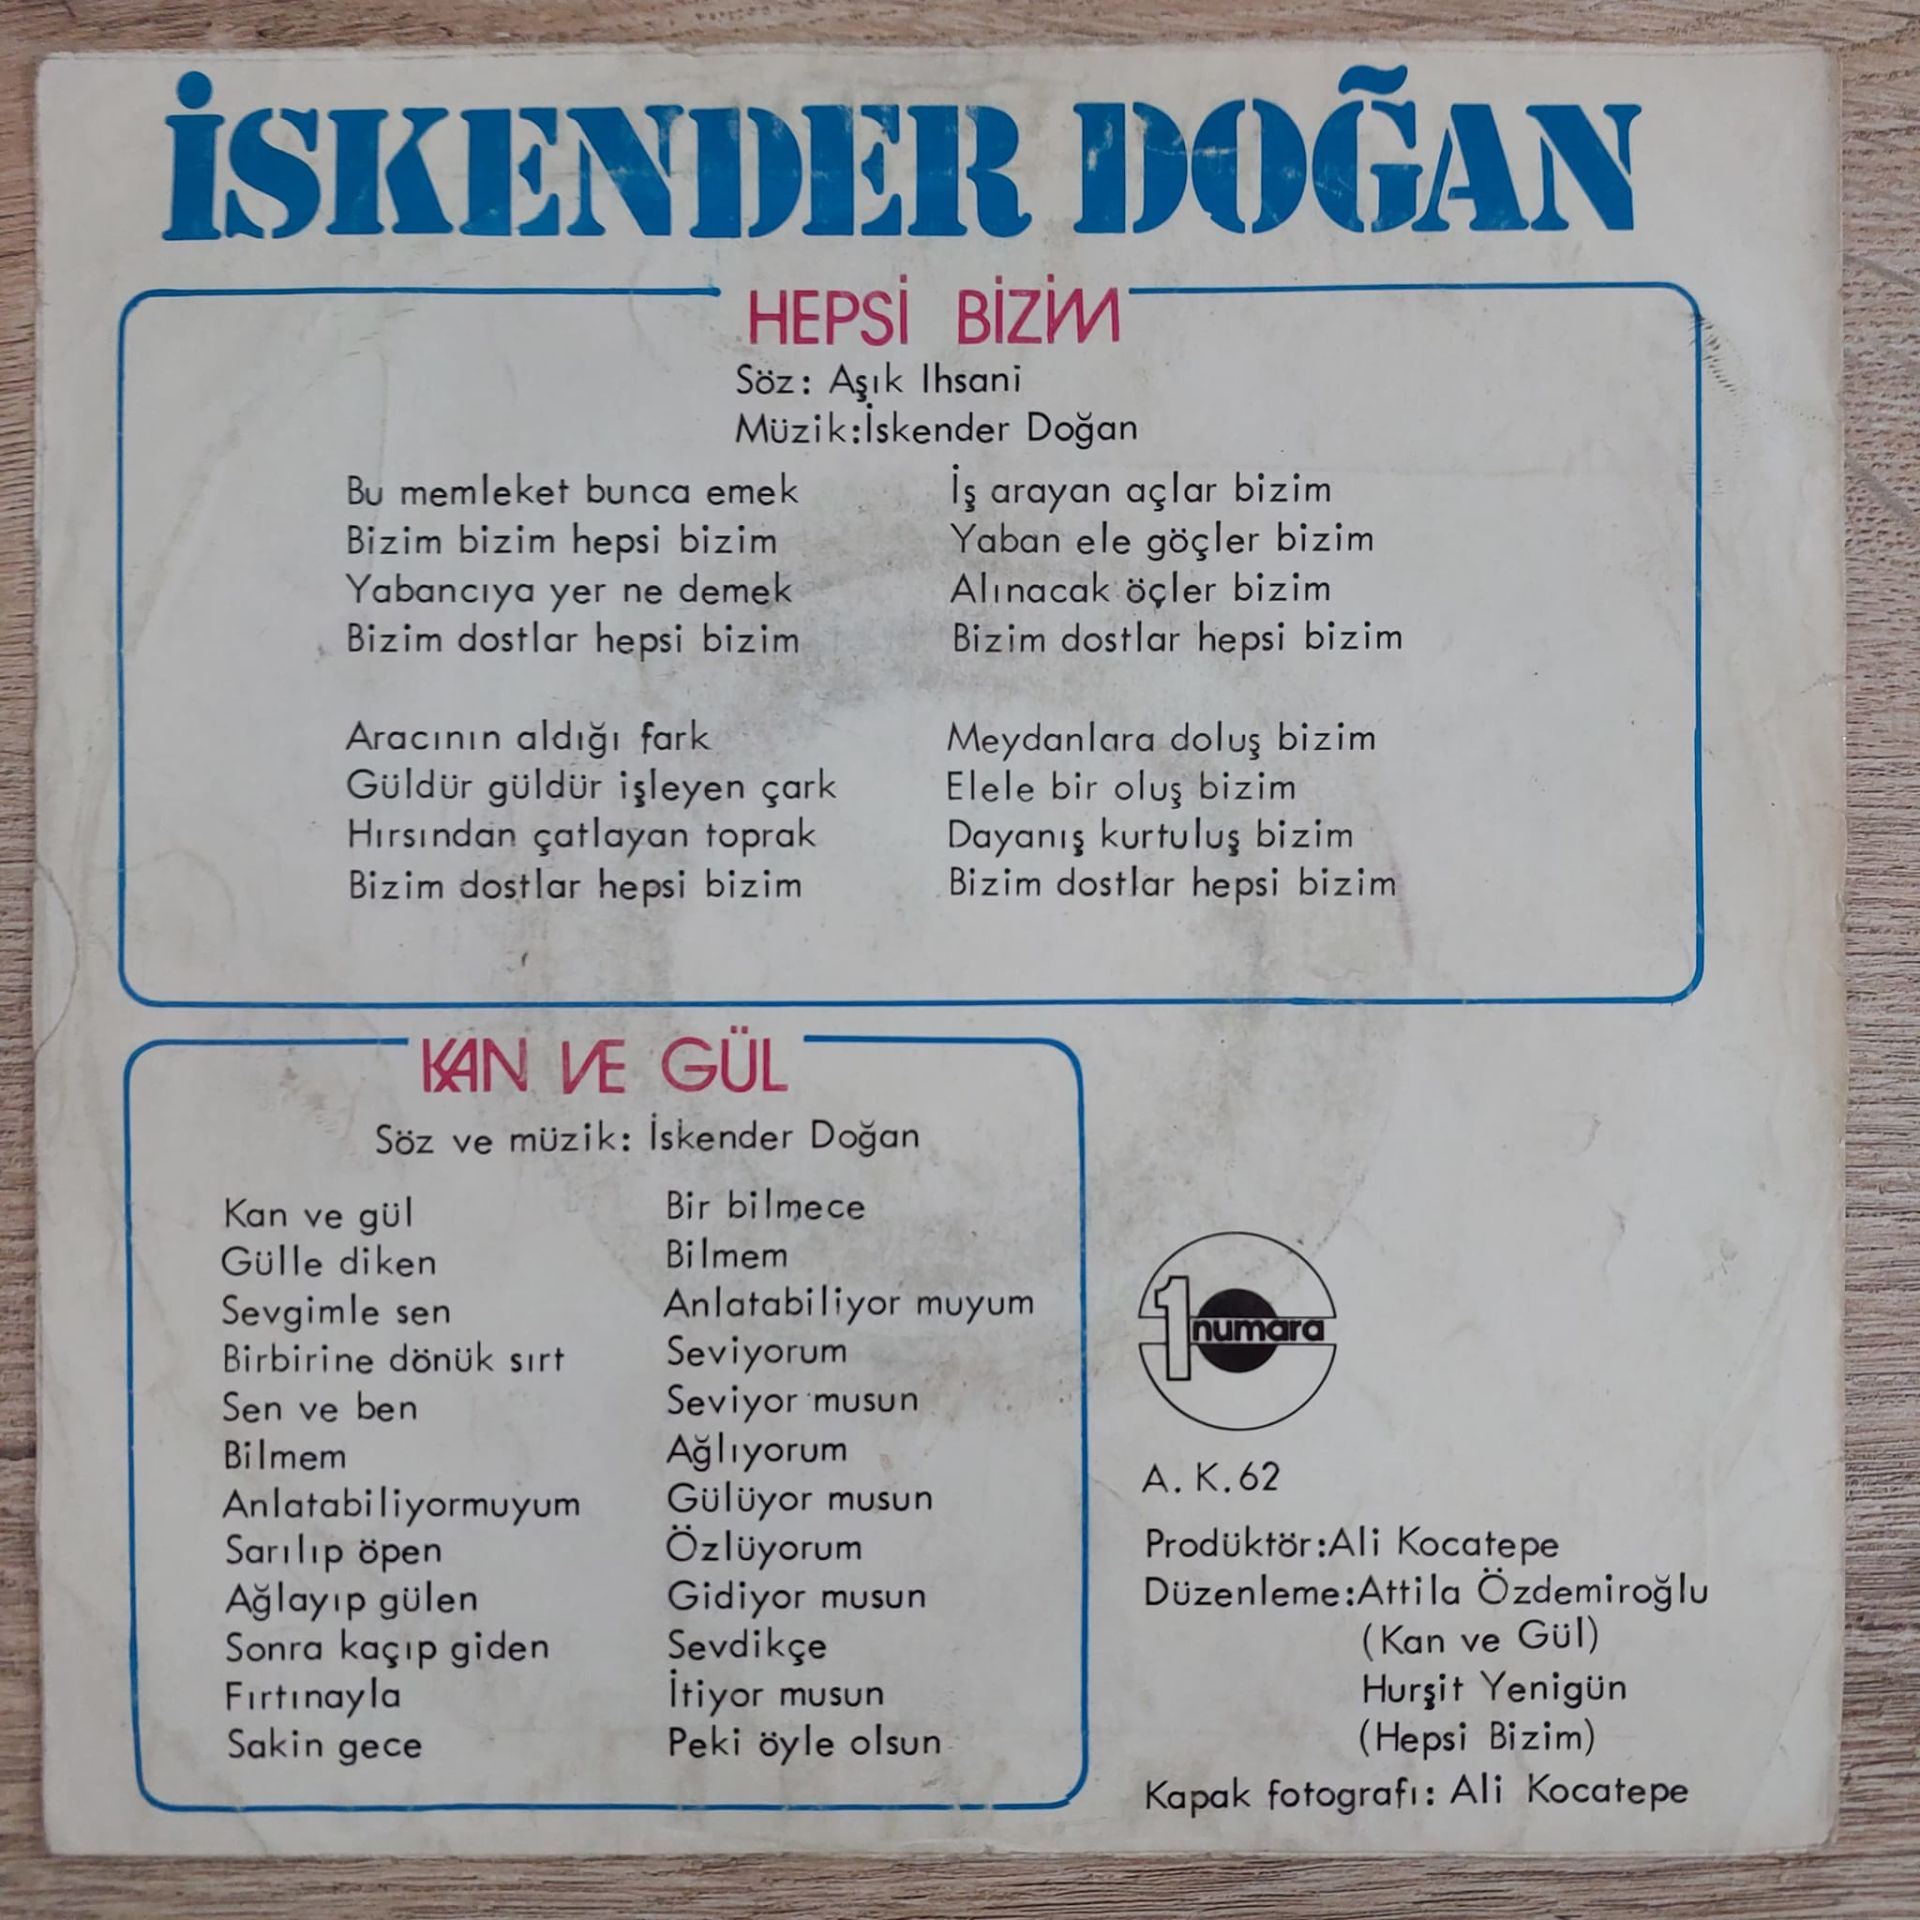 İSKENDER DOĞAN
HEPSİ BİZİM
Söz: Aşık Ihsani
Müzik:İskender Doğan
Bu memleket bunca emek
Bizim bizim hepsi bizim
Yabancıya yer ne demek
Bizim dostlar hepsi bizim
Aracının aldığı fark
Güldür güldür işleyen çark
Hırsından çatlayan toprak
Bizim dostlar hepsi bizim
İş arayan açlar bizim
Yaban ele göçler bizim
Alınacak öçler bizim
Bizim dostlar hepsi bizim
Meydanlara doluş bizim
Elele bir oluş bizim
Dayanış kurtuluş bizim
Bizim dostlar hepsi bizim
KAN VE GÜL
Söz ve müzik: İskender Doğan
Kan ve gül
Gülle diken
Sevgimle sen
Birbirine dönük sırt
Sen ve ben
Bilmem
Anlatabiliyormuyum
Sarılıp öpen
Ağlayıp gülen
Sonra kaçıp giden
Fırtınayla
Sakin gece
Bir bilmece
Bilmem
Anlatabiliyor muyum
Seviyorum
Seviyor musun
Ağlıyorum
Gülüyor musun
Özlüyorum
Gidiyor musun
Sevdikçe
İtiyor musun
Peki öyle olsun
1 numara
A. K. 62
Prodüktör:Ali Kocatepe
Düzenleme:Attila Özdemiroğlu
(Kan ve Gül)
Hurşit Yenigün
(Hepsi Bizim)
Kapak fotografı: Ali Kocatepe